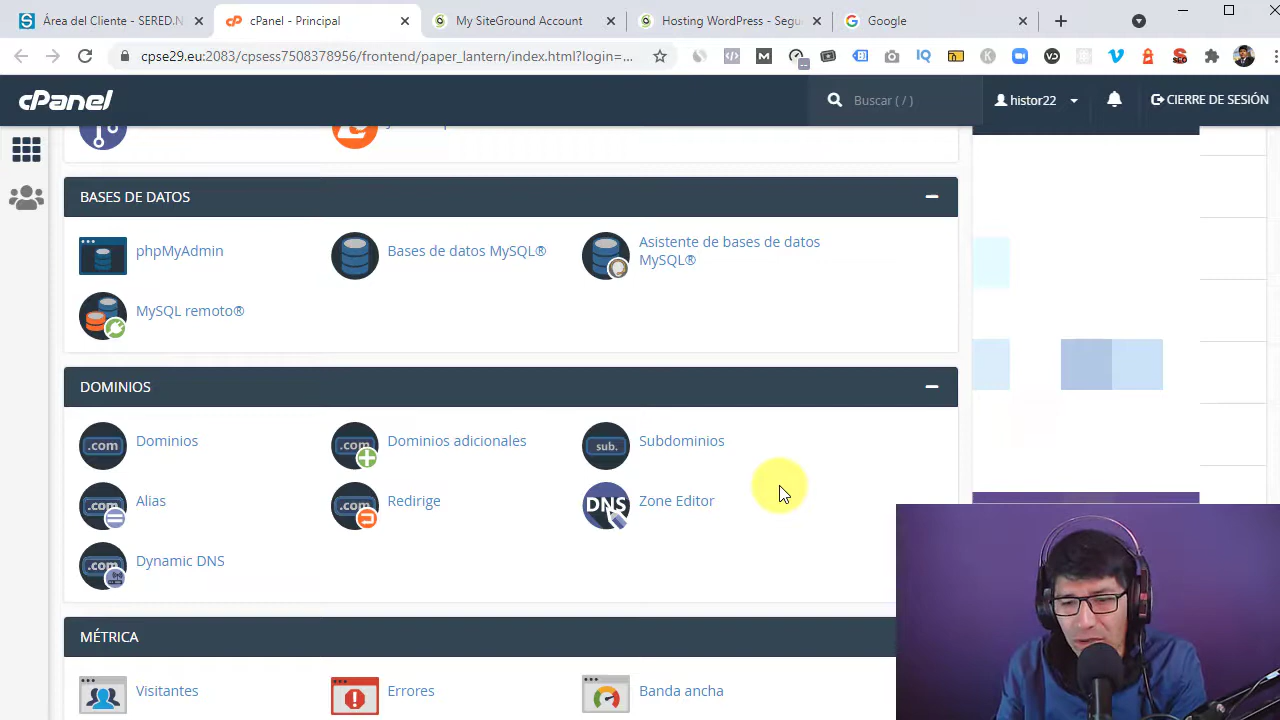 Área del Cliente - SERED.N
cPanel - Principal
My SiteGround Account
Hosting WordPress - Segu
Google
cpne29.eu:2083/cpsess7508378956/frontend/paper_lantern/index.html?login=...
cPanel
Buscar ( / )
histor22
CIERRE DE SESIÓN
BASES DE DATOS
phpMyAdmin
Bases de datos MySQL®
Asistente de bases de datos
MySQL®
MySQL remoto®
DOMINIOS
.com
Dominios
.com
Dominios adicionales
sub.
Subdominios
.com
Alias
.com
Redirige
DNS
Zone Editor
.com
Dynamic DNS
MÉTRICA
Visitantes
Errores
Banda ancha